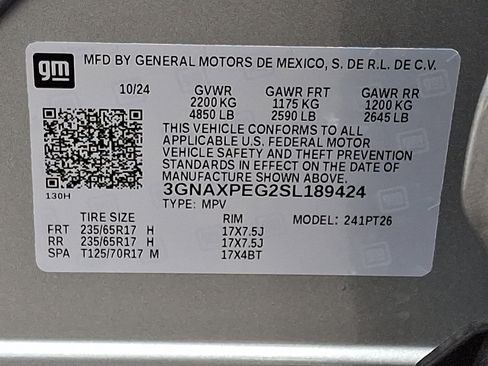 gm MFD BY GENERAL MOTORS DE MEXICO, S. DE R.L. DE C.V.
10/24 GVWR GAWR FRT GAWR RR
2200 KG 1175 KG 1200 KG
4850 LB 2590 LB 2645 LB
THIS VEHICLE CONFORMS TO ALL
APPLICABLE U.S. FEDERAL MOTOR
VEHICLE SAFETY AND THEFT PREVENTION
STANDARDS IN EFFECT ON THE DATE OF
MANUFACTURE SHOWN ABOVE.
130H 3GNAXPEG2SL189424
TYPE: MPV
TIRE SIZE RIM MODEL: 241PT26
FRT 235/65R17 H 17X7.5J
RR 235/65R17 H 17X7.5J
SPA T125/70R17 M 17X4BT